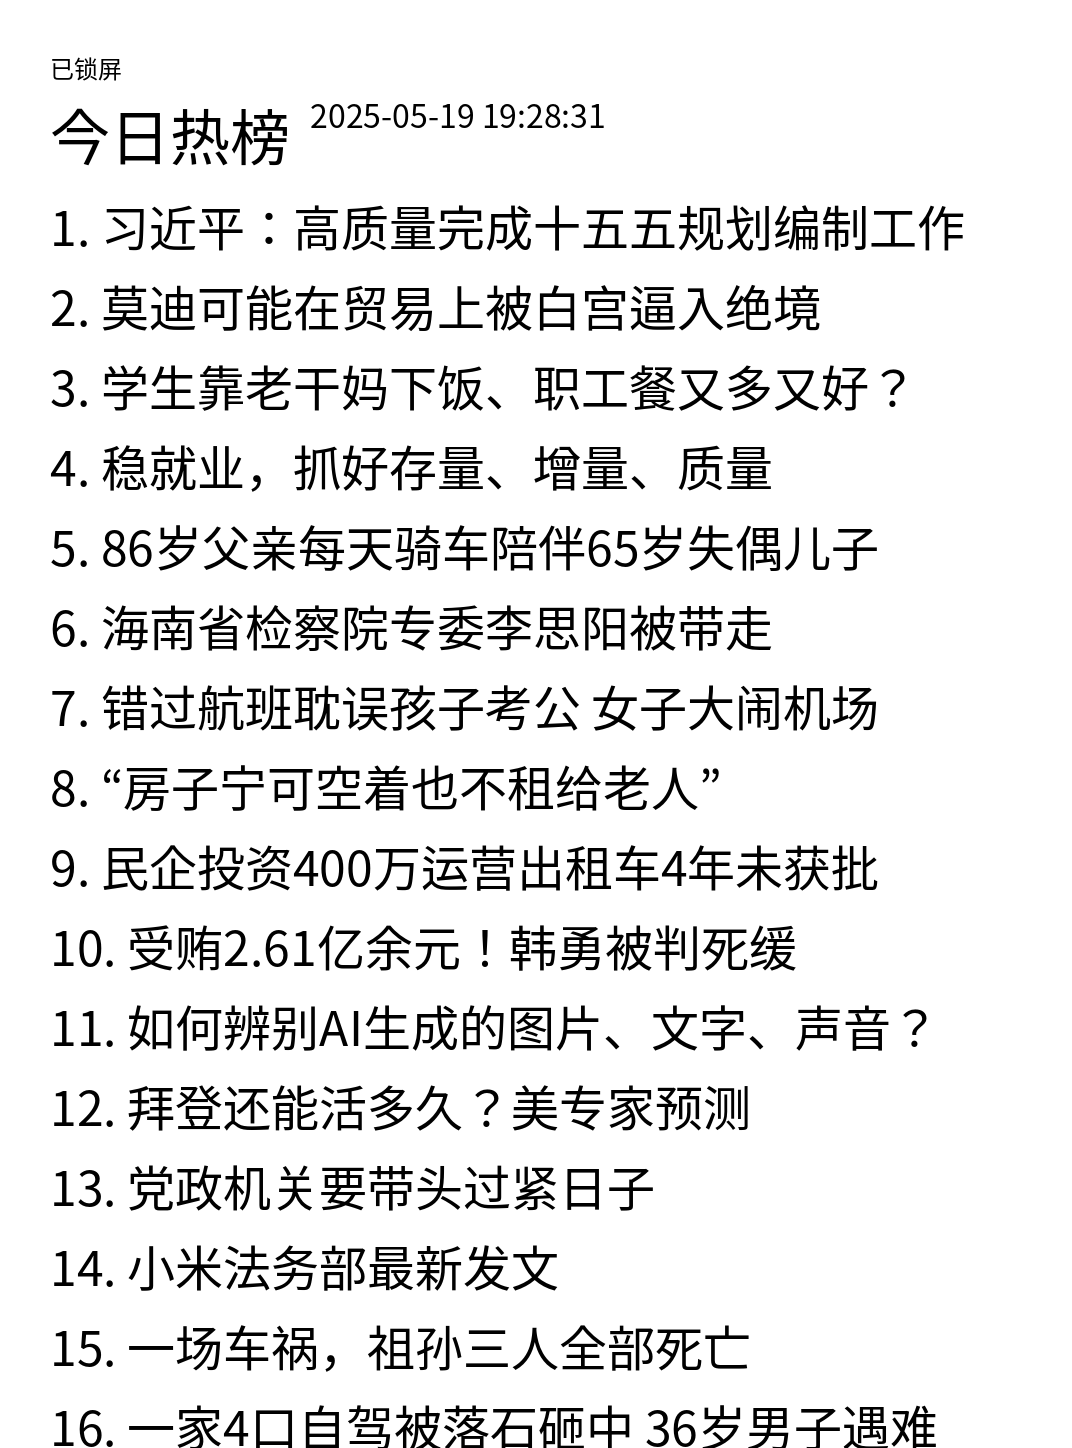 已锁屏
今日热榜 2025-05-19 19:28:31
1. 习近平：高质量完成十五五规划编制工作
2. 莫迪可能在贸易上被白宫逼入绝境
3. 学生靠老干妈下饭、职工餐又多又好？
4. 稳就业，抓好存量、增量、质量
5. 86岁父亲每天骑车陪伴65岁失偶儿子
6. 海南省检察院专委李思阳被带走
7. 错过航班耽误孩子考公 女子大闹机场
8. “房子宁可空着也不租给老人”
9. 民企投资400万运营出租车4年未获批
10. 受贿2.61亿余元！韩勇被判死缓
11. 如何辨别AI生成的图片、文字、声音？
12. 拜登还能活多久？美专家预测
13. 党政机关要带头过紧日子
14. 小米法务部最新发文
15. 一场车祸，祖孙三人全部死亡
16. 一家4口自驾被落石砸中 36岁男子遇难